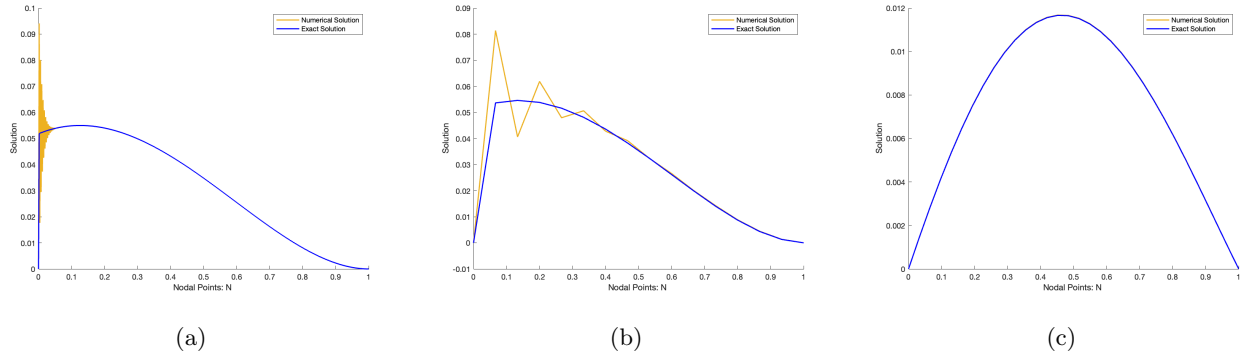 0.1
0.09
0.08
0.07
0.06
0.05
0.04
0.03
0.02
0.01
0
Solution
0 0.1 0.2 0.3 0.4 0.5 0.6 0.7 0.8 0.9 1
Nodal Points: N
Numerical Solution
Exact Solution
(a)
0.09
0.08
0.07
0.06
0.05
0.04
0.03
0.02
0.01
0
-0.01
Solution
0 0.1 0.2 0.3 0.4 0.5 0.6 0.7 0.8 0.9 1
Nodal Points: N
Numerical Solution
Exact Solution
(b)
0.012
0.01
0.008
0.006
0.004
0.002
0
Solution
0 0.1 0.2 0.3 0.4 0.5 0.6 0.7 0.8 0.9 1
Nodal Points: N
Numerical Solution
Exact Solution
(c)